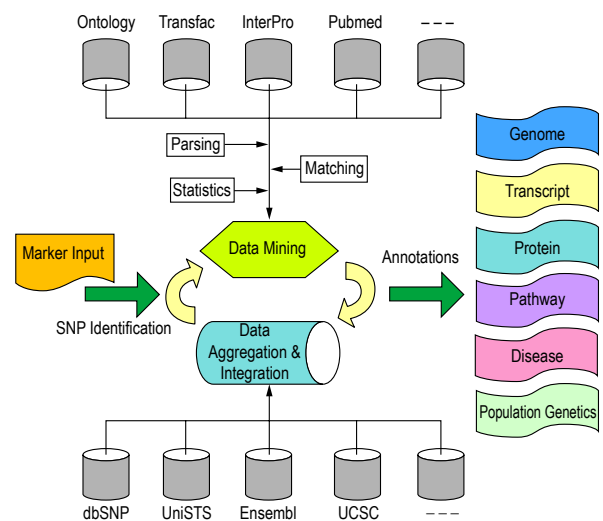 Ontology
Transfac
InterPro
Pubmed
----
Parsing
Matching
Statistics
Genome
Transcript
Protein
Pathway
Disease
Population Genetics
Marker Input
SNP Identification
Data Mining
Annotations
Data
Aggregation &
Integration
dbSNP
UniSTS
Ensembl
UCSC
----